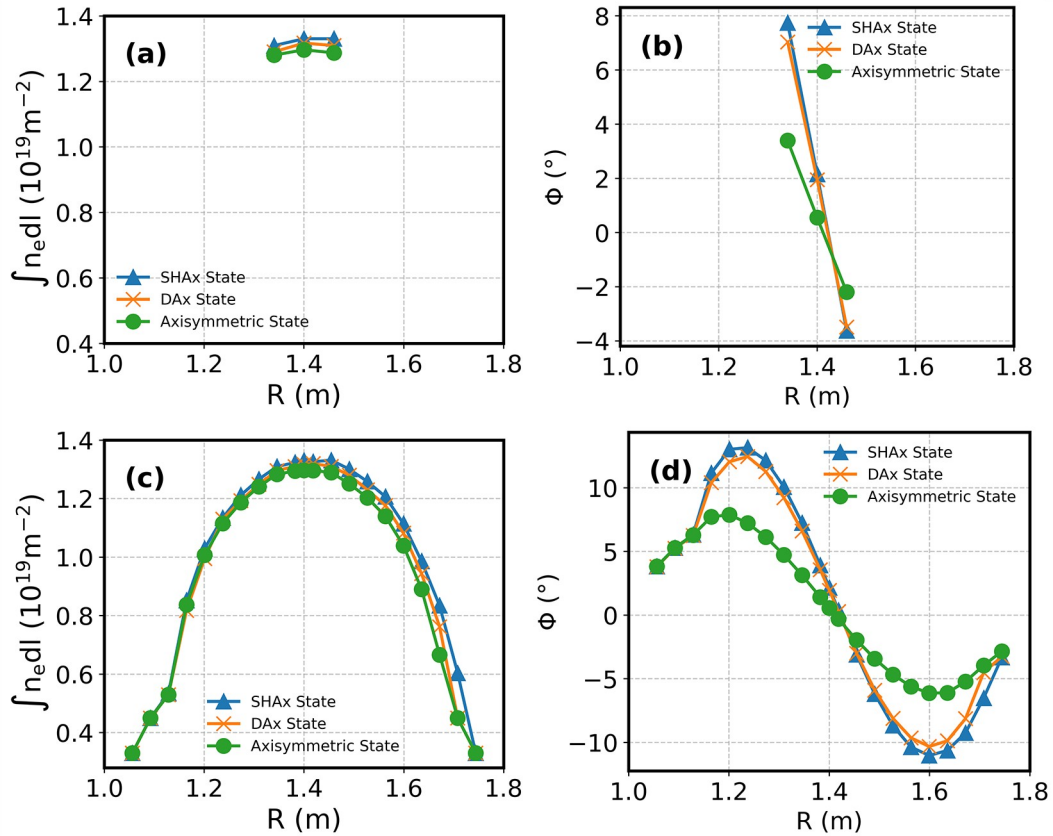 (a)
1.4
1.2
1.0
0.8
0.6
0.4
∫nₑdl (10¹⁹m⁻²)
SHAx State
DAx State
Axisymmetric State
1.0 1.2 1.4 1.6 1.8
R (m)
(b)
8
6
4
2
0
−2
−4
Φ (°)
SHAx State
DAx State
Axisymmetric State
1.0 1.2 1.4 1.6 1.8
R (m)
(c)
1.4
1.2
1.0
0.8
0.6
0.4
∫nₑdl (10¹⁹m⁻²)
SHAx State
DAx State
Axisymmetric State
1.0 1.2 1.4 1.6 1.8
R (m)
(d)
10
5
0
−5
−10
Φ (°)
SHAx State
DAx State
Axisymmetric State
1.0 1.2 1.4 1.6 1.8
R (m)